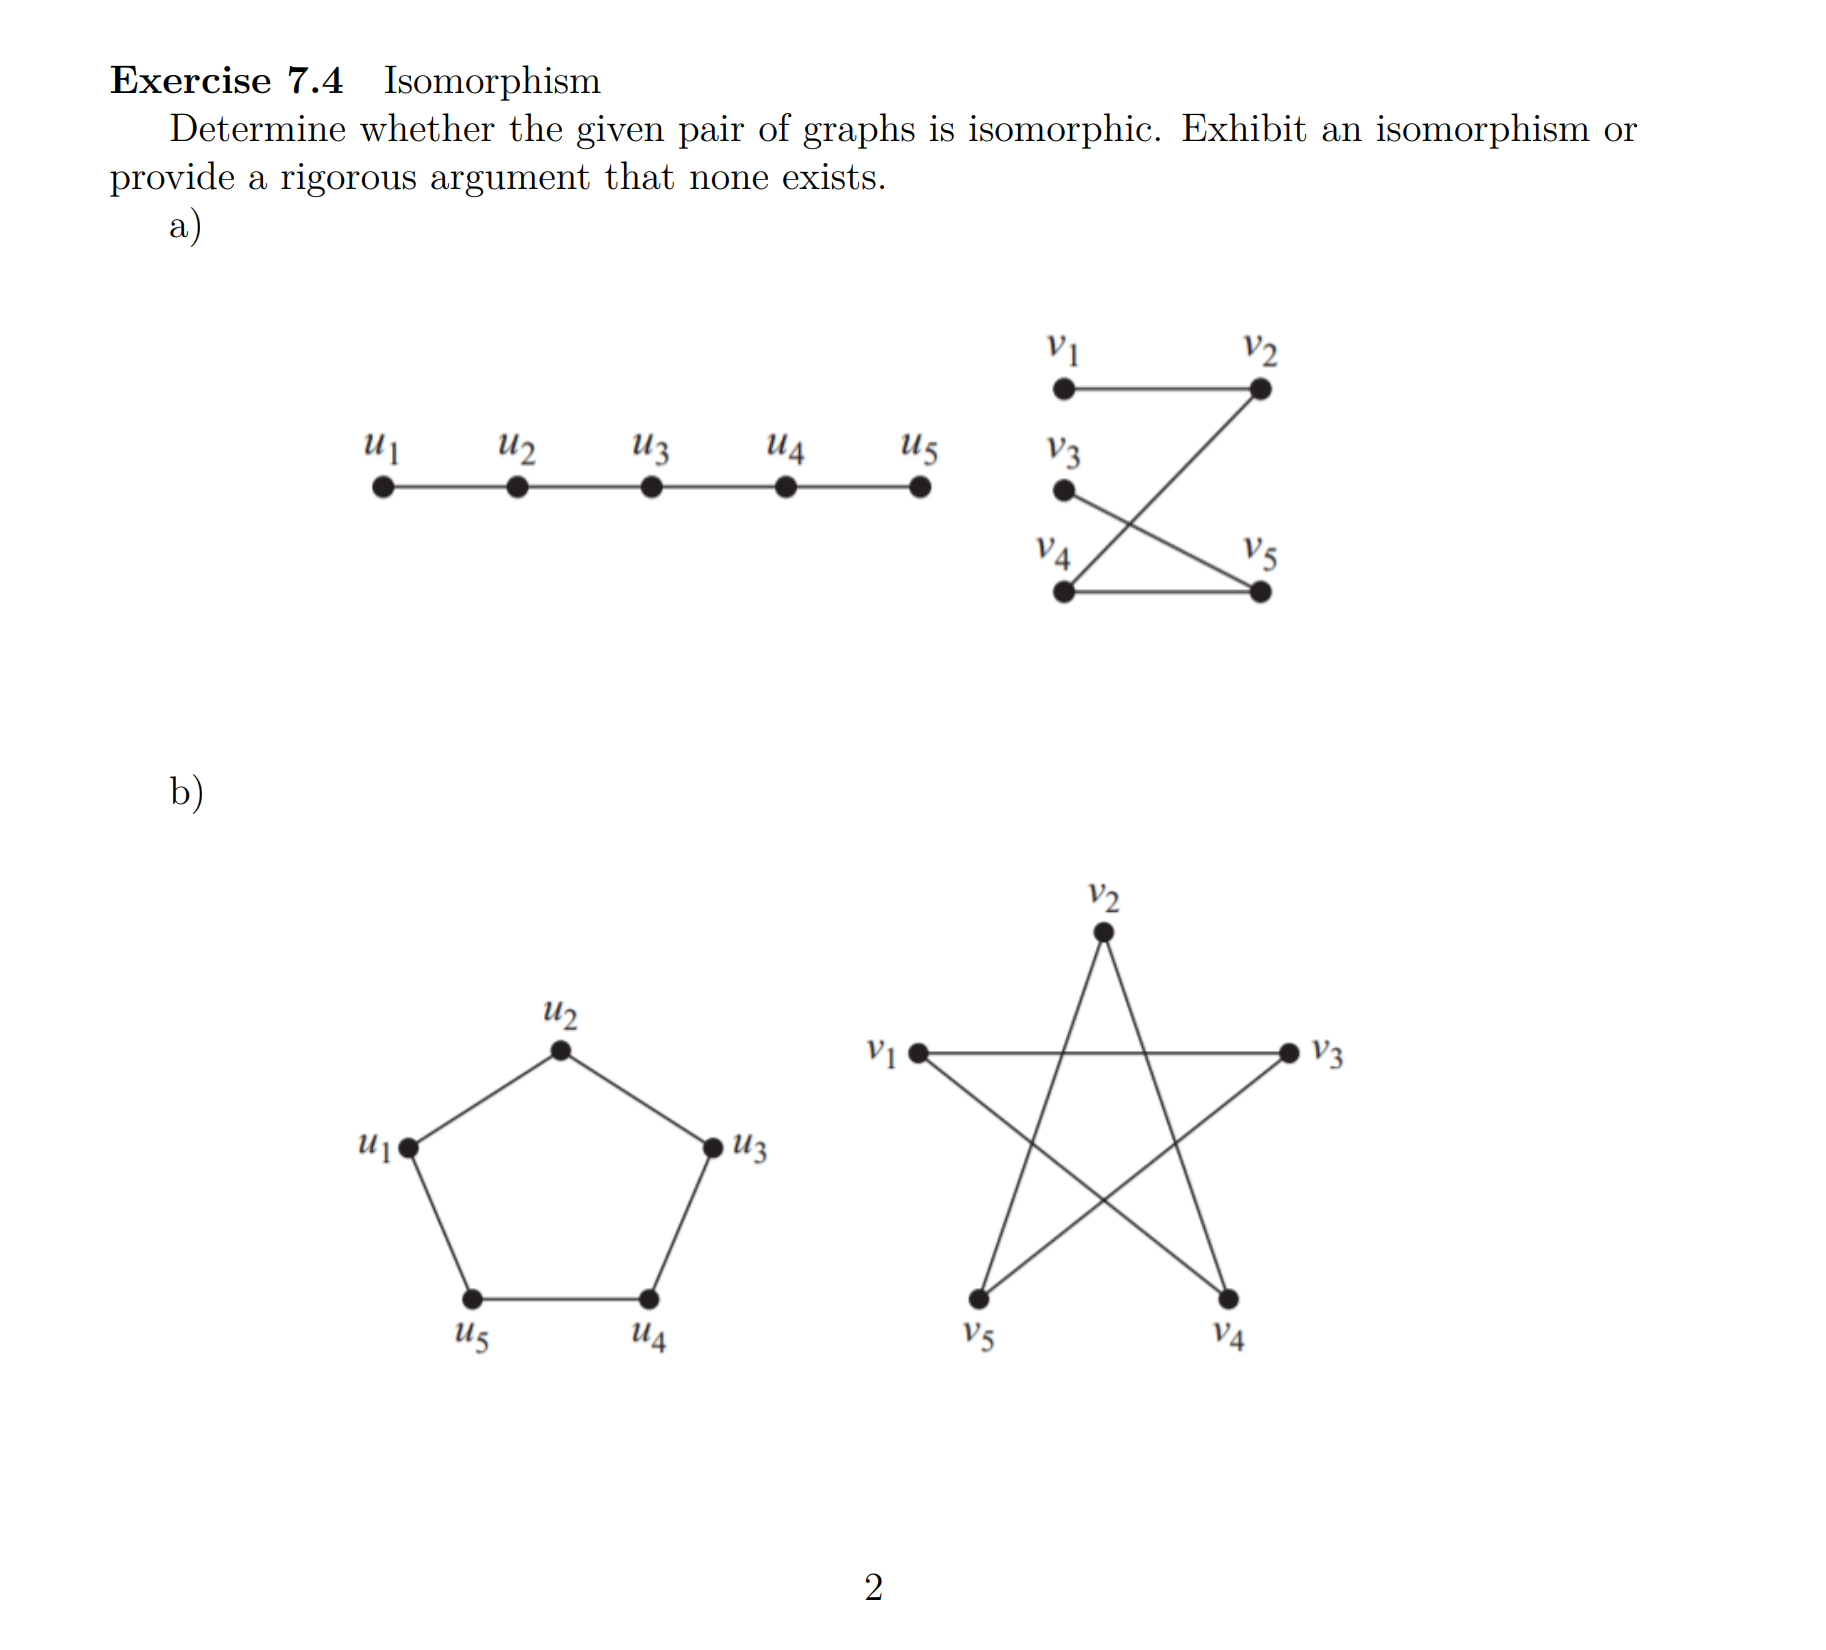 Exercise 7.4 Isomorphism
Determine whether the given pair of graphs is isomorphic. Exhibit an isomorphism or
provide a rigorous argument that none exists.
a)
v1 v2
u1 u2 u3 u4 u5 v3
v4 v5
b)
v2
u2
v1 v3
u1 u3
u5 u4 v5 v4
2